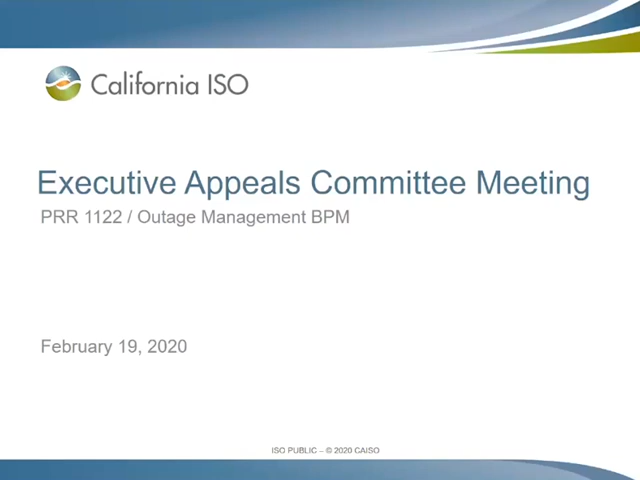 California ISO
Executive Appeals Committee Meeting
PRR 1122 / Outage Management BPM
February 19, 2020
ISO PUBLIC – © 2020 CAISO